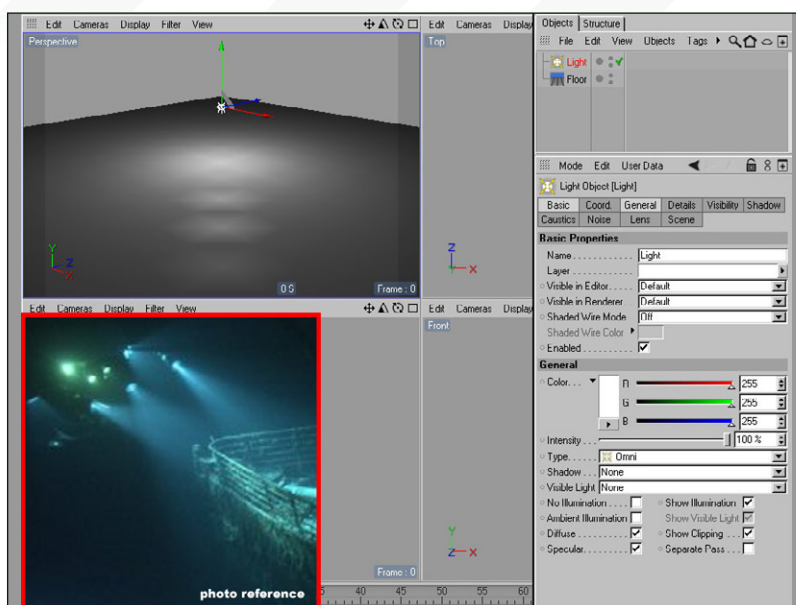 Edit Cameras Display Filter View
Perspective
Y
X
0 S
Frame : 0
Edit Cameras Display
Top
Z
X
Edit Cameras Display Filter View
photo reference
Frame : 0
Edit Cameras Display
Front
Y
Z X
40 45 50 55 60
Objects Structure
File Edit View Objects Tags
Light
Floor
Mode Edit User Data
Light Object [Light]
Basic Coord. General Details Visibility Shadow
Caustics Noise Lens Scene
Basic Properties
Name Light
Layer
Visible in Editor Default
Visible in Renderer Default
Shaded Wire Mode Off
Shaded Wire Color
Enabled
General
Color 255
G 255
B 255
Intensity 100 %
Type Omni
Shadow None
Visible Light None
No Illumination Show Illumination
Ambient Illumination Show Visible Light
Diffuse Show Clipping
Specular Separate Pass